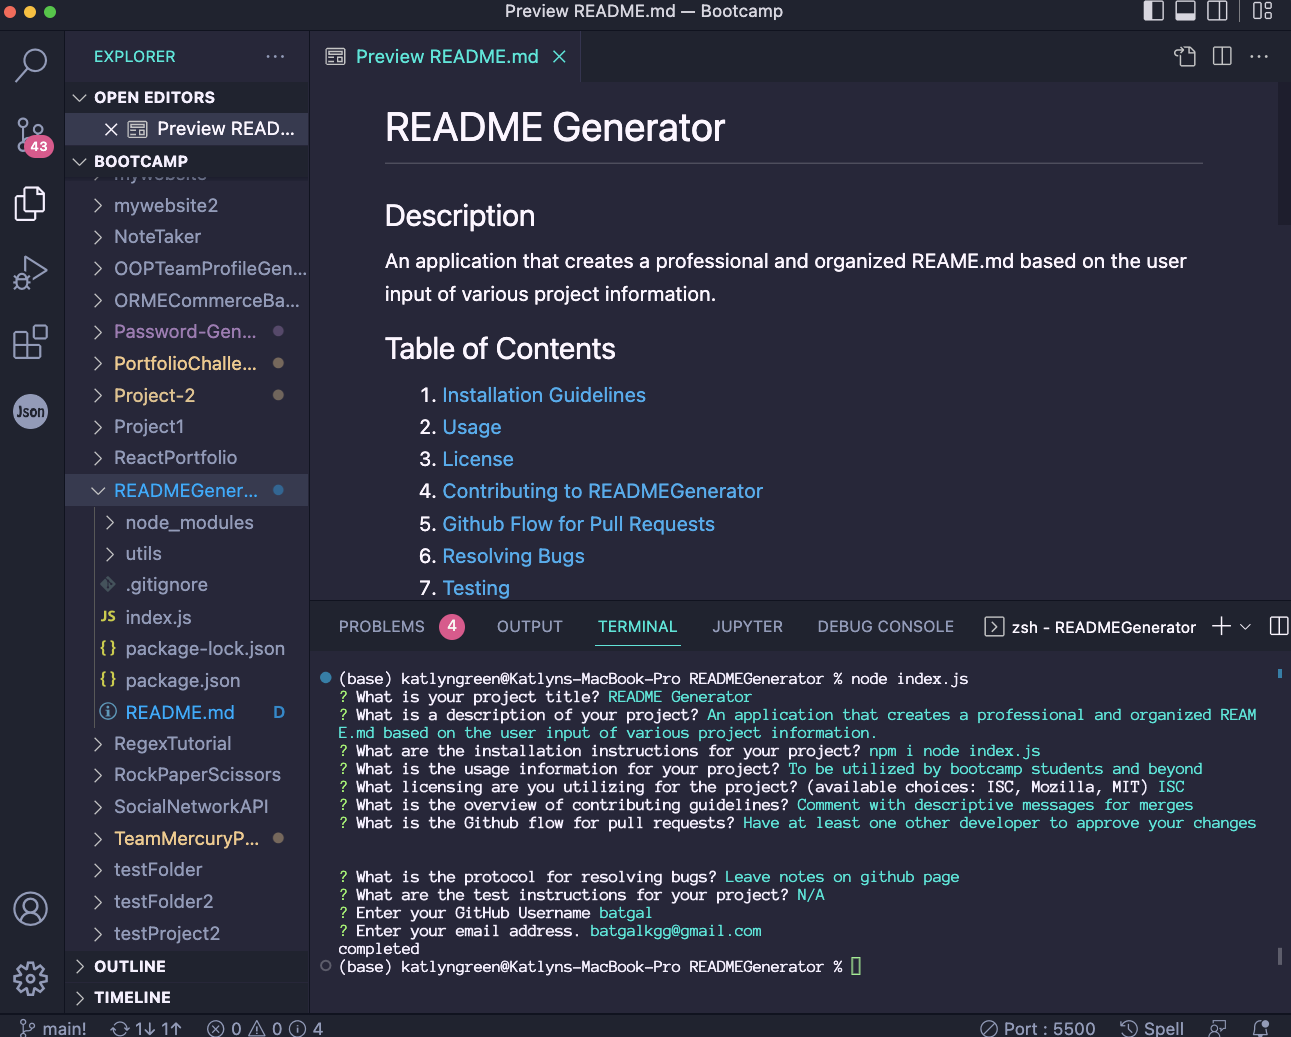 Preview README.md — Bootcamp
EXPLORER
OPEN EDITORS
Preview READ...
BOOTCAMP
mywebsite
mywebsite2
NoteTaker
OOPTeamProfileGen...
ORMECommerceBa...
Password-Gen...
PortfolioChalle...
Project-2
Project1
ReactPortfolio
READMEGener...
node_modules
utils
.gitignore
JS index.js
{} package-lock.json
{} package.json
README.md D
RegexTutorial
RockPaperScissors
SocialNetworkAPI
TeamMercuryP...
testFolder
testFolder2
testProject2
OUTLINE
TIMELINE
43
Json
Preview README.md
README Generator
Description
An application that creates a professional and organized REAME.md based on the user
input of various project information.
Table of Contents
1. Installation Guidelines
2. Usage
3. License
4. Contributing to READMEGenerator
5. Github Flow for Pull Requests
6. Resolving Bugs
7. Testing
PROBLEMS 4 OUTPUT TERMINAL JUPYTER DEBUG CONSOLE zsh - READMEGenerator
(base) katlyngreen@Katlyns-MacBook-Pro READMEGenerator % node index.js
? What is your project title? README Generator
? What is a description of your project? An application that creates a professional and organized REAM
E.md based on the user input of various project information.
? What are the installation instructions for your project? npm i node index.js
? What is the usage information for your project? To be utilized by bootcamp students and beyond
? What licensing are you utilizing for the project? (available choices: ISC, Mozilla, MIT) ISC
? What is the overview of contributing guidelines? Comment with descriptive messages for merges
? What is the Github flow for pull requests? Have at least one other developer to approve your changes
? What is the protocol for resolving bugs? Leave notes on github page
? What are the test instructions for your project? N/A
? Enter your GitHub Username batgal
? Enter your email address. batgalkgg@gmail.com
completed
(base) katlyngreen@Katlyns-MacBook-Pro READMEGenerator %
main! 1↓ 1↑ 0 0 4 Port : 5500 Spell